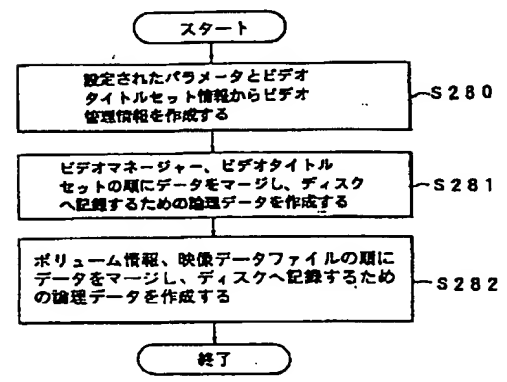 スタート
設定されたパラメータとビデオ
タイトルセット情報からビデオ
管理情報を作成する
S280
ビデオマネージャー、ビデオタイトル
セットの順にデータをマージし、ディスク
へ記録するための論理データを作成する
S281
ボリューム情報、映像データファイルの順に
データをマージし、ディスクへ記録するため
の論理データを作成する
S282
終了